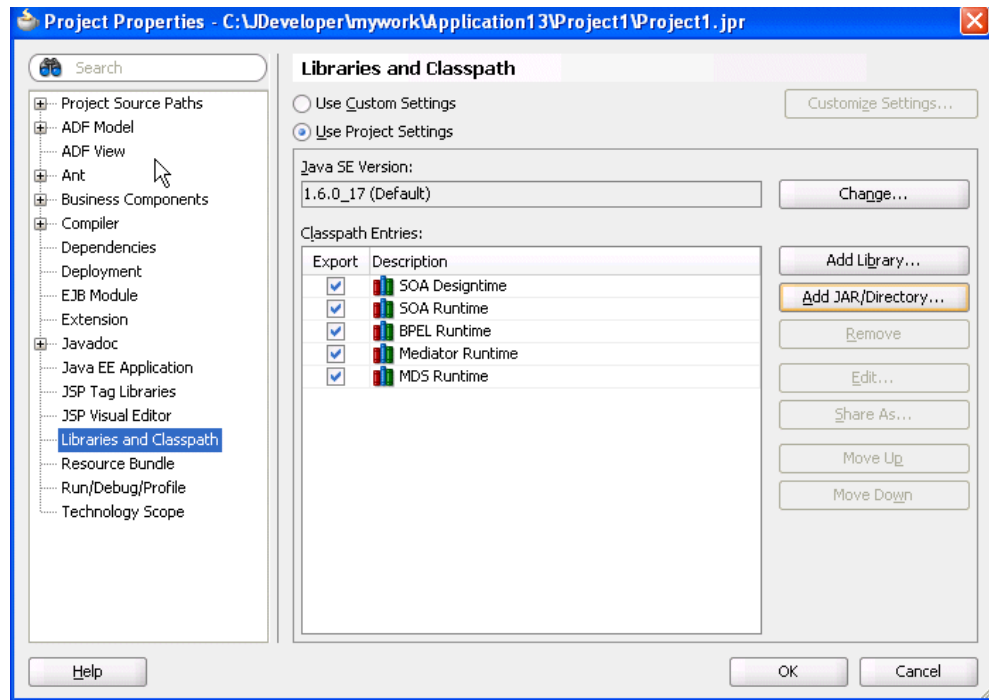 Project Properties - C:\JDeveloper\mywork\Application13\Project1\Project1.jpr
Search
Project Source Paths
ADF Model
ADF View
Ant
Business Components
Compiler
Dependencies
Deployment
EJB Module
Extension
Javadoc
Java EE Application
JSP Tag Libraries
JSP Visual Editor
Libraries and Classpath
Resource Bundle
Run/Debug/Profile
Technology Scope
Libraries and Classpath
Use Custom Settings
Customize Settings...
Use Project Settings
Java SE Version:
1.6.0_17 (Default)
Change...
Classpath Entries:
Export Description
SOA Designtime
SOA Runtime
BPEL Runtime
Mediator Runtime
MDS Runtime
Add Library...
Add JAR/Directory...
Remove
Edit...
Share As...
Move Up
Move Down
Help
OK
Cancel